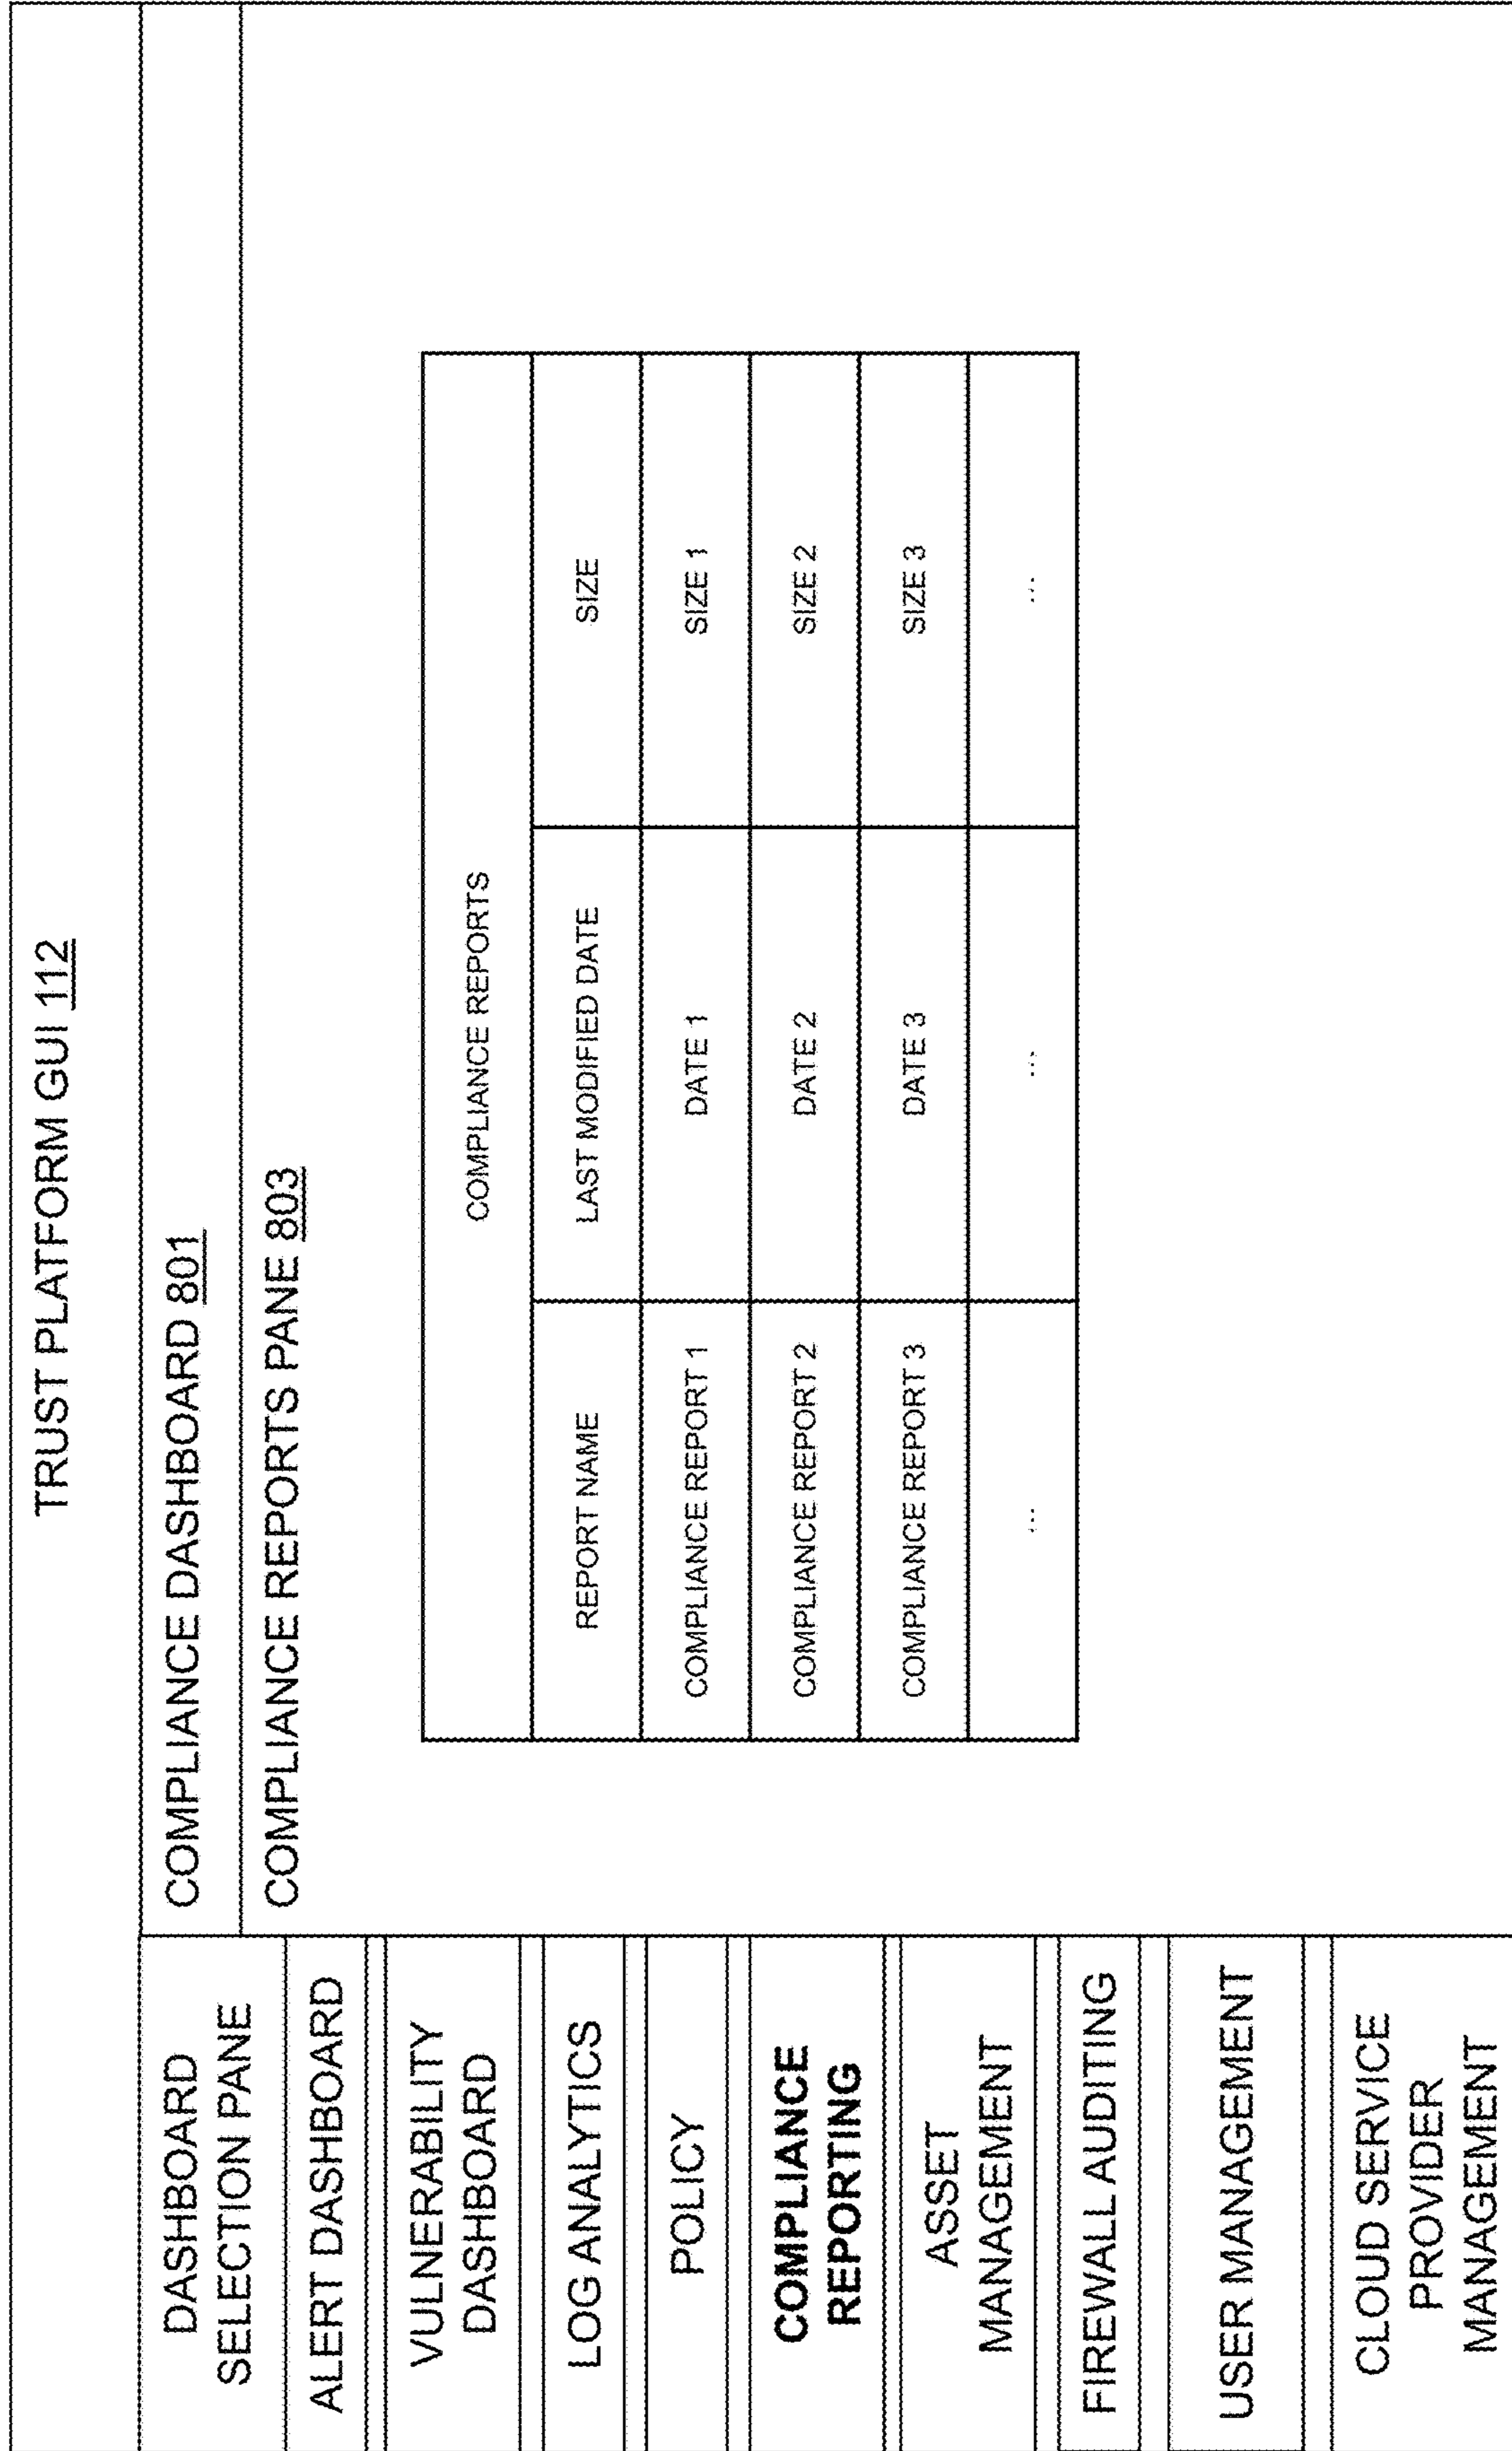 TRUST PLATFORM GUI 112
DASHBOARD
SELECTION PANE
ALERT DASHBOARD
VULNERABILITY
DASHBOARD
LOG ANALYTICS
POLICY
COMPLIANCE
REPORTING
ASSET
MANAGEMENT
FIREWALL AUDITING
USER MANAGEMENT
CLOUD SERVICE
PROVIDER
MANAGEMENT
COMPLIANCE DASHBOARD 801
COMPLIANCE REPORTS PANE 803
COMPLIANCE REPORTS
REPORT NAME LAST MODIFIED DATE SIZE
COMPLIANCE REPORT 1 DATE 1 SIZE 1
COMPLIANCE REPORT 2 DATE 2 SIZE 2
COMPLIANCE REPORT 3 DATE 3 SIZE 3
... ... ...